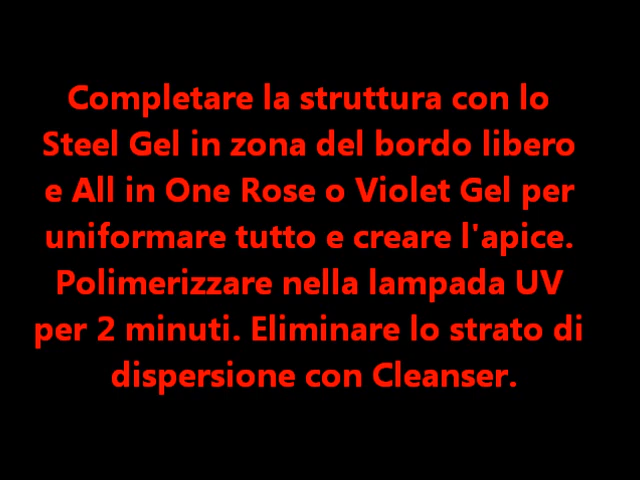 Completare la struttura con lo
Steel Gel in zona del bordo libero
e All in One Rose o Violet Gel per
uniformare tutto e creare l'apice.
Polimerizzare nella lampada UV
per 2 minuti. Eliminare lo strato di
dispersione con Cleanser.